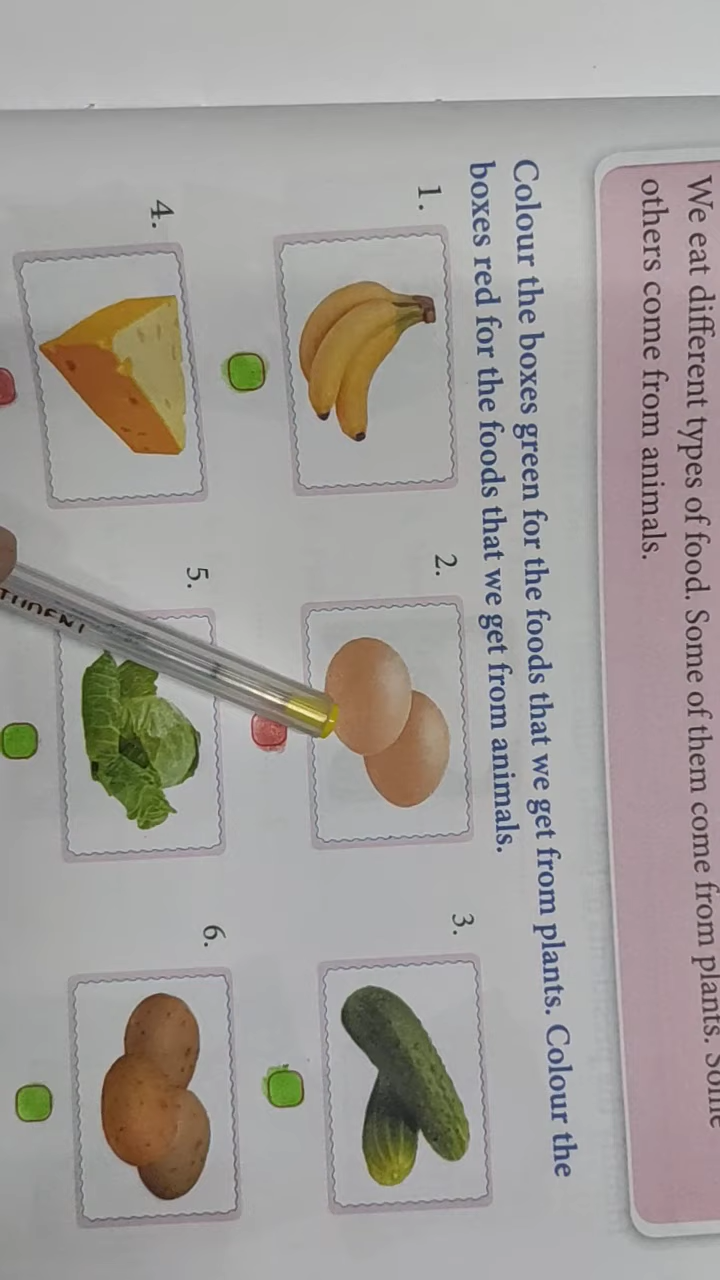 We eat different types of food. Some of them come from plants. Some
others come from animals.
Colour the boxes green for the foods that we get from plants. Colour the
boxes red for the foods that we get from animals.
1.
2.
3.
4.
5.
6.